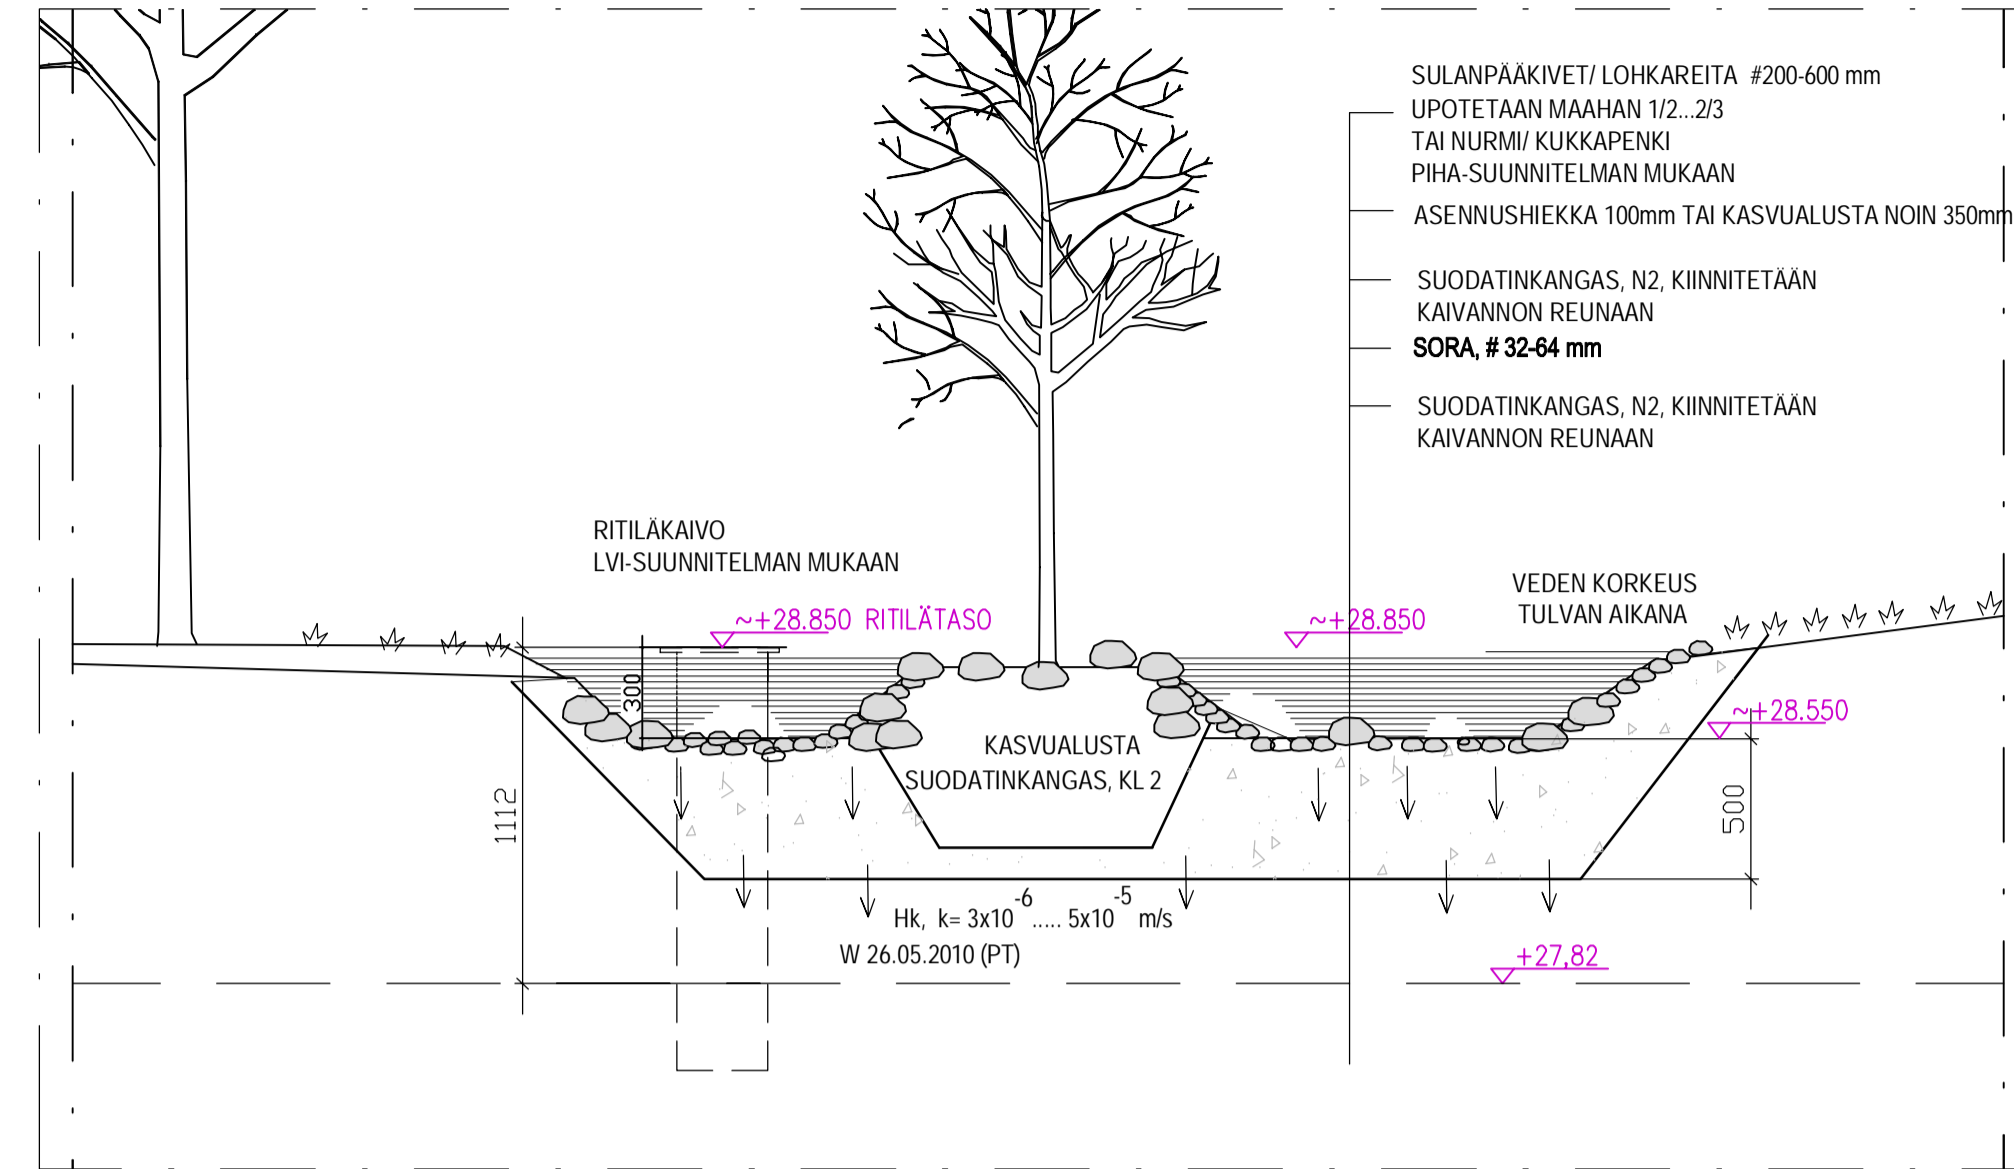 SULANPÄÄKIVET/ LOHKAREITA #200-600 mm
UPOTETAAN MAAHAN 1/2...2/3
TAI NURMI/ KUKKAPENKI
PIHA-SUUNNITELMAN MUKAAN
ASENNUSHIEKKA 100mm TAI KASVUALUSTA NOIN 350mm
SUODATINKANGAS, N2, KIINNITETÄÄN
KAIVANNON REUNAAN
SORA, # 32-64 mm
SUODATINKANGAS, N2, KIINNITETÄÄN
KAIVANNON REUNAAN
RITILÄKAIVO
LVI-SUUNNITELMAN MUKAAN
VEDEN KORKEUS
TULVAN AIKANA
~+28.850 RITILÄTASO
~+28.850
300
~+28.550
KASVUALUSTA
SUODATINKANGAS, KL 2
1112
500
Hk, k= 3x10-6 ..... 5x10-5 m/s
W 26.05.2010 (PT)
+27,82